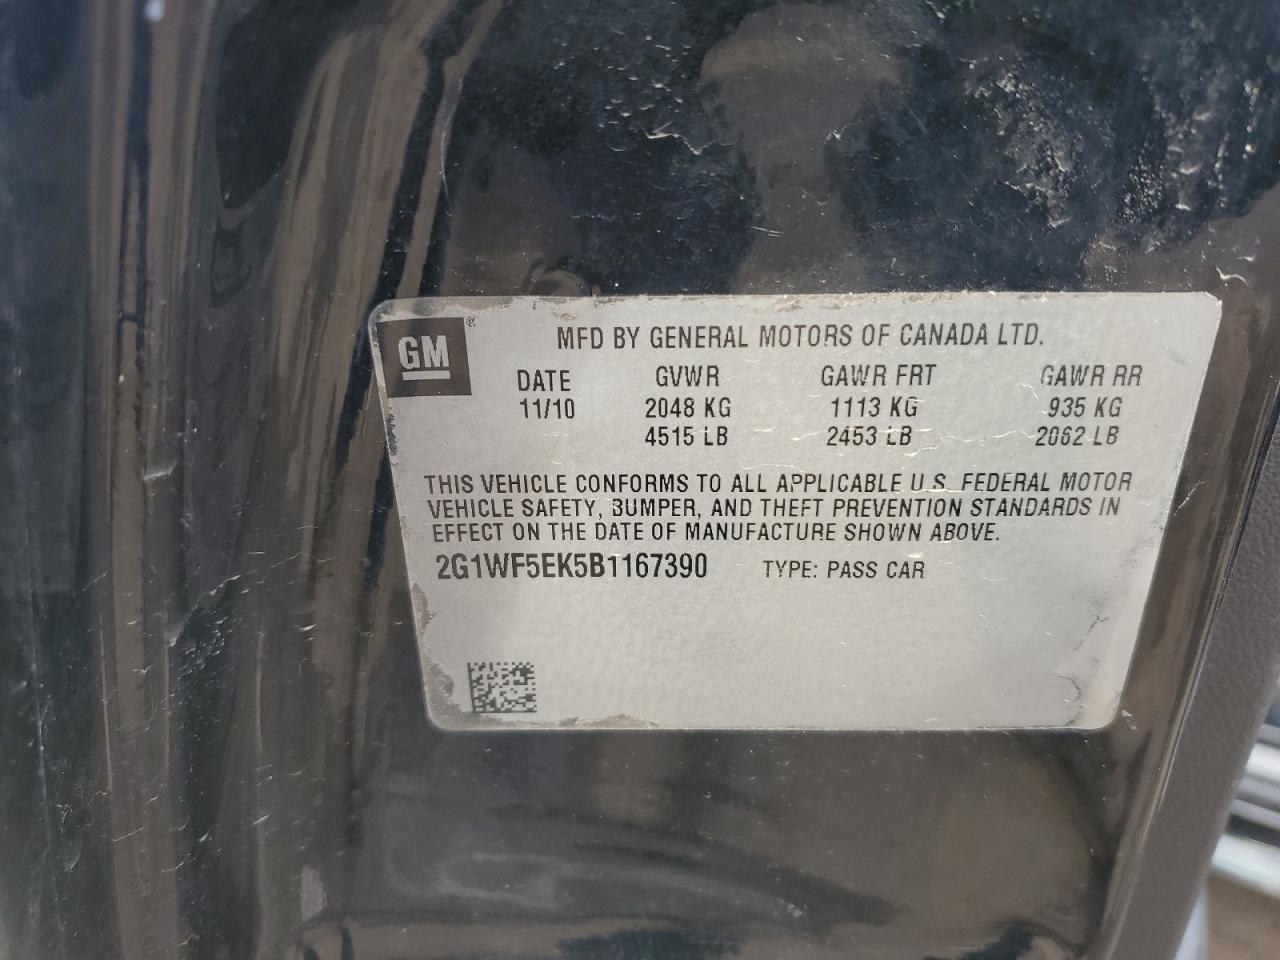 GM ®
MFD BY GENERAL MOTORS OF CANADA LTD.
DATE GVWR GAWR FRT GAWR RR
11/10 2048 KG 1113 KG 935 KG
4515 LB 2453 LB 2062 LB
THIS VEHICLE CONFORMS TO ALL APPLICABLE U.S. FEDERAL MOTOR
VEHICLE SAFETY, BUMPER, AND THEFT PREVENTION STANDARDS IN
EFFECT ON THE DATE OF MANUFACTURE SHOWN ABOVE.
2G1WF5EK5B1167390 TYPE: PASS CAR